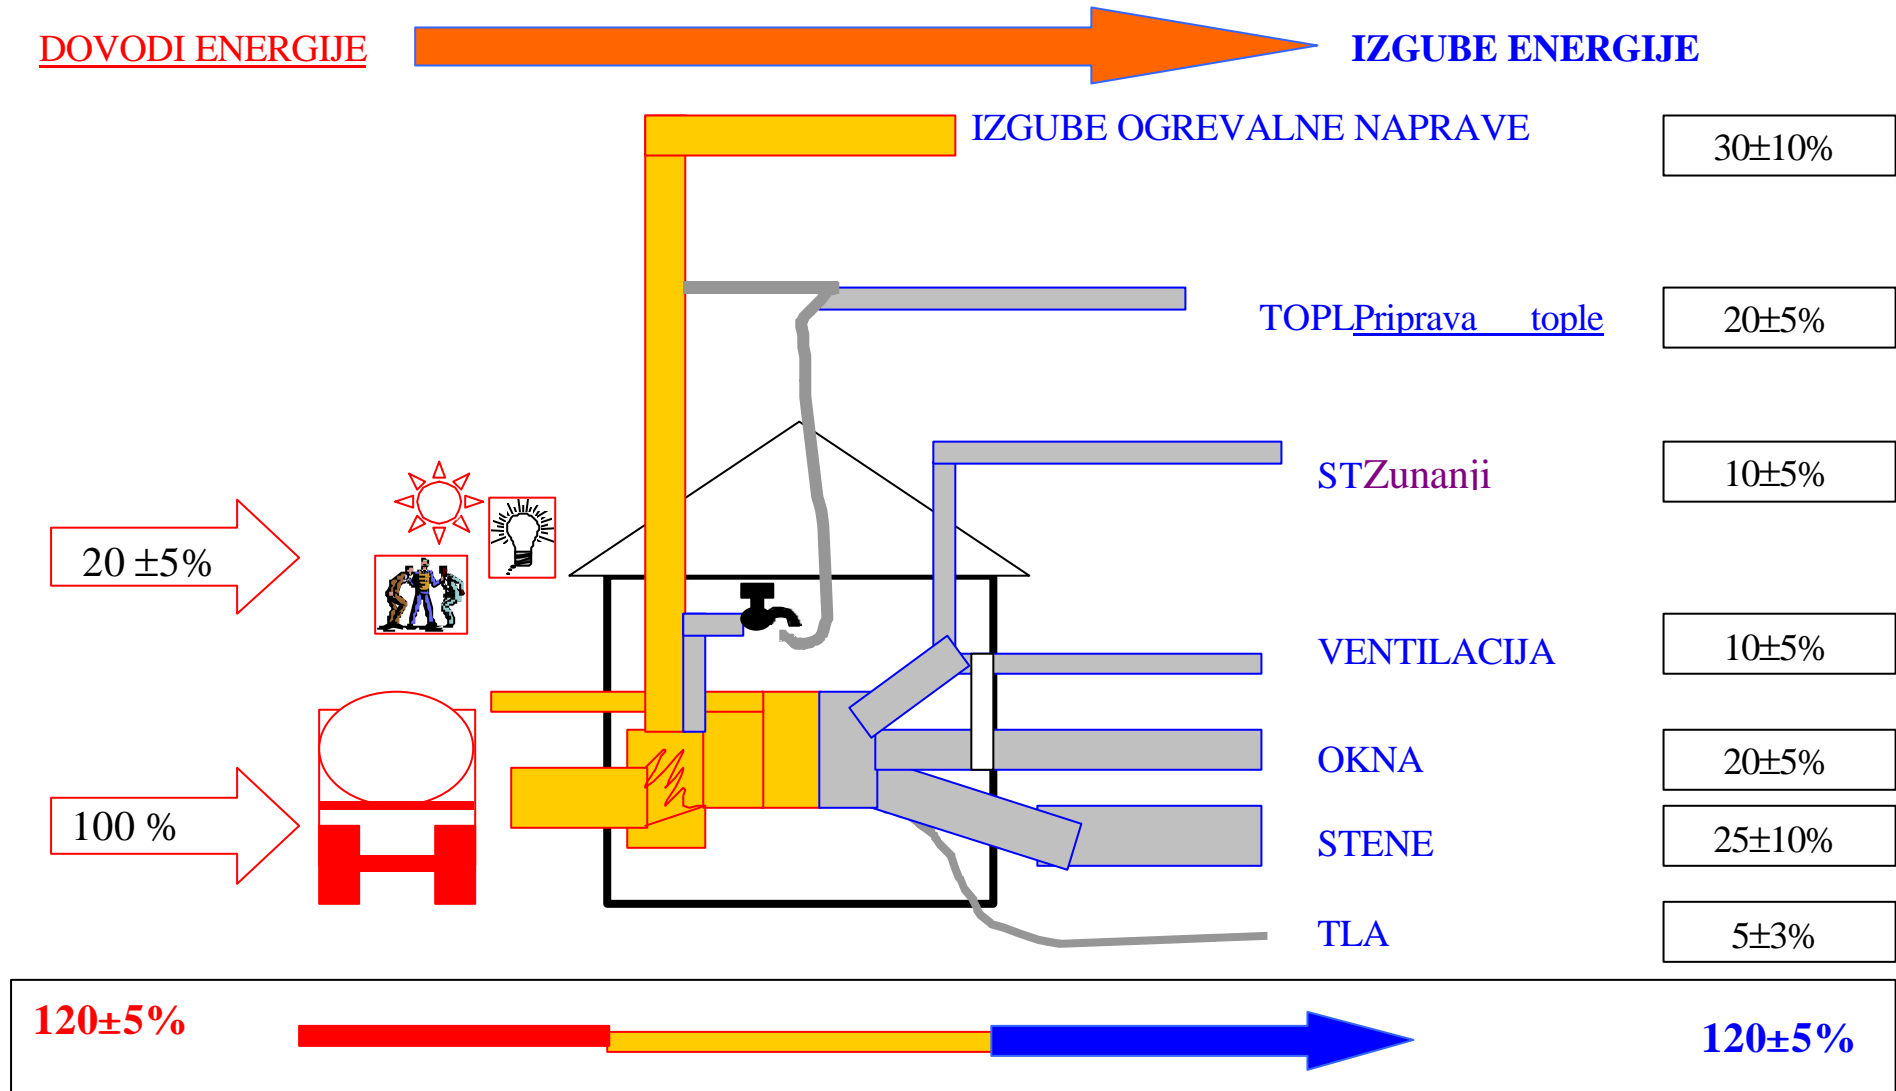 DOVODI ENERGIJE
IZGUBE ENERGIJE
IZGUBE OGREVALNE NAPRAVE
30±10%
TOPLPriprava tople
20±5%
STZunanji
10±5%
20 ±5%
VENTILACIJA
10±5%
OKNA
20±5%
100 %
STENE
25±10%
TLA
5±3%
120±5%
120±5%